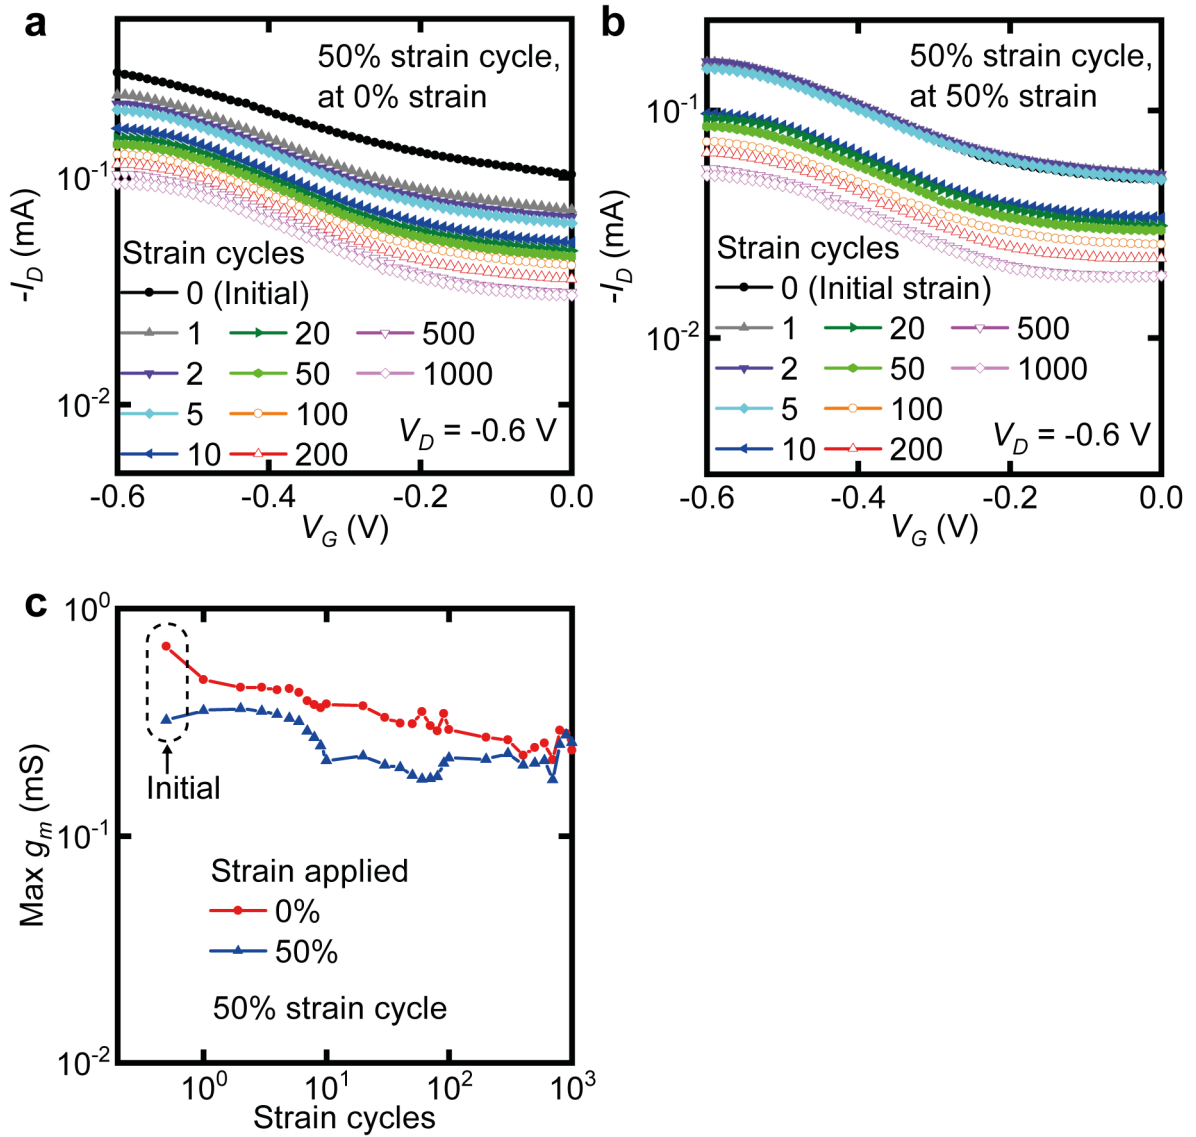 a
50% strain cycle,
at 0% strain
10⁻¹
10⁻²
-I_D (mA)
Strain cycles
0 (Initial)
1 20 500
2 50 1000
5 100
10 200
V_D = -0.6 V
-0.6 -0.4 -0.2 0.0
V_G (V)
b
50% strain cycle,
at 50% strain
10⁻¹
10⁻²
-I_D (mA)
Strain cycles
0 (Initial strain)
1 20 500
2 50 1000
5 100
10 200
V_D = -0.6 V
-0.6 -0.4 -0.2 0.0
V_G (V)
c
10⁰
10⁻¹
10⁻²
Max g_m (mS)
Initial
Strain applied
0%
50%
50% strain cycle
10⁰ 10¹ 10² 10³
Strain cycles